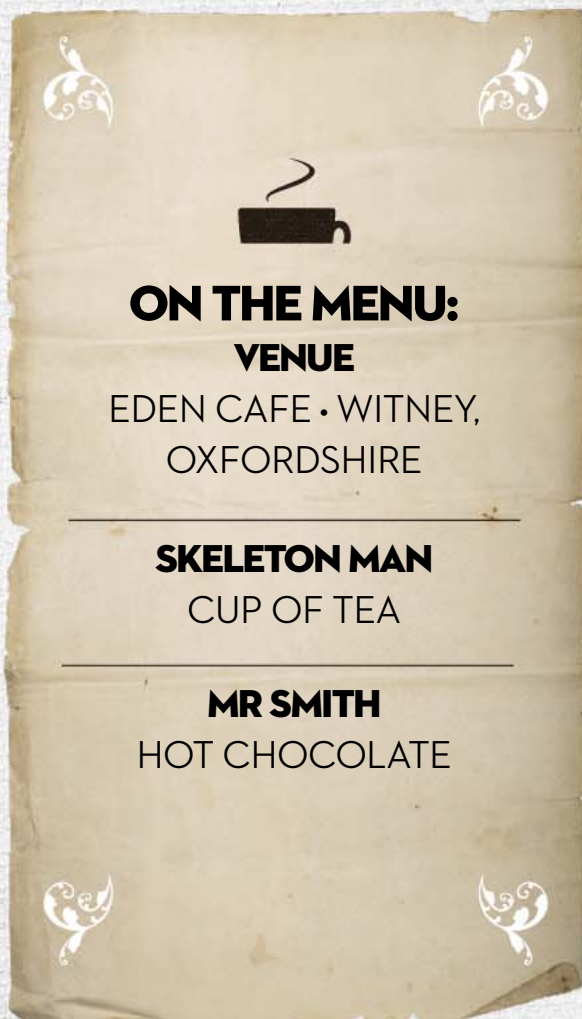 ON THE MENU:
VENUE
EDEN CAFE • WITNEY,
OXFORDSHIRE
SKELETON MAN
CUP OF TEA
MR SMITH
HOT CHOCOLATE